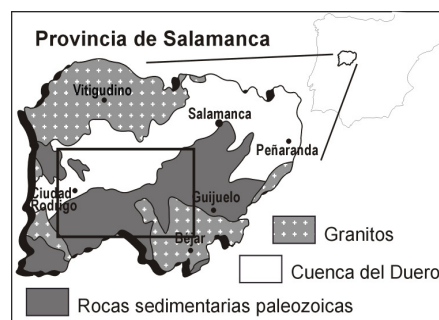 Provincia de Salamanca
Vitigudino
Salamanca
Peñaranda
Ciudad
Rodrigo
Guijuelo
Béjar
Granitos
Cuenca del Duero
Rocas sedimentarias paleozoicas